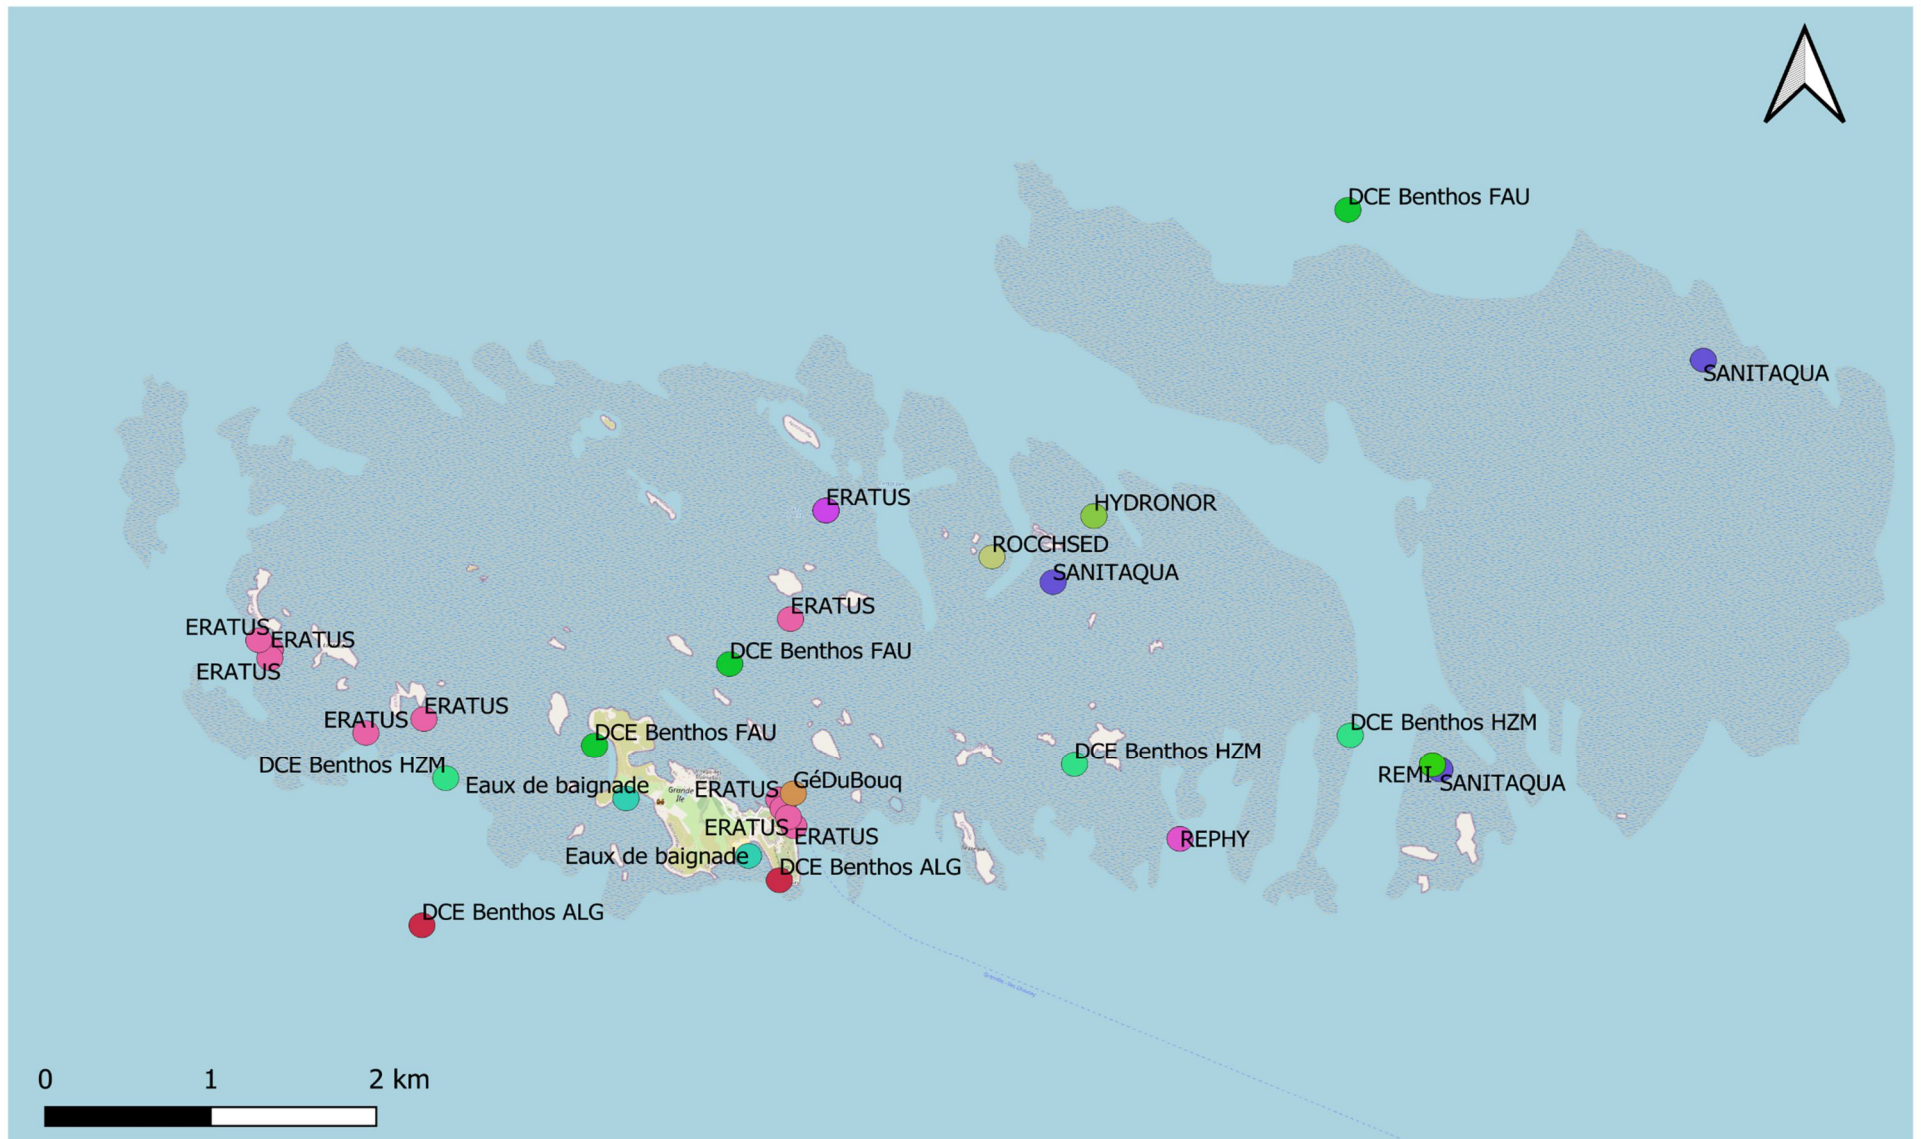 DCE Benthos FAU
SANITAQUA
ERATUS
HYDRONOR
ROCCHSED
SANITAQUA
ERATUS
ERATUS
ERATUS
DCE Benthos FAU
ERATUS
ERATUS
ERATUS
DCE Benthos HZM
DCE Benthos FAU
DCE Benthos HZM
DCE Benthos HZM
REMI
SANITAQUA
Eaux de baignade
ERATUS
GéDuBouq
Grande
Ile
ERATUS
ERATUS
REPHY
Eaux de baignade
DCE Benthos ALG
DCE Benthos ALG
0 1 2 km